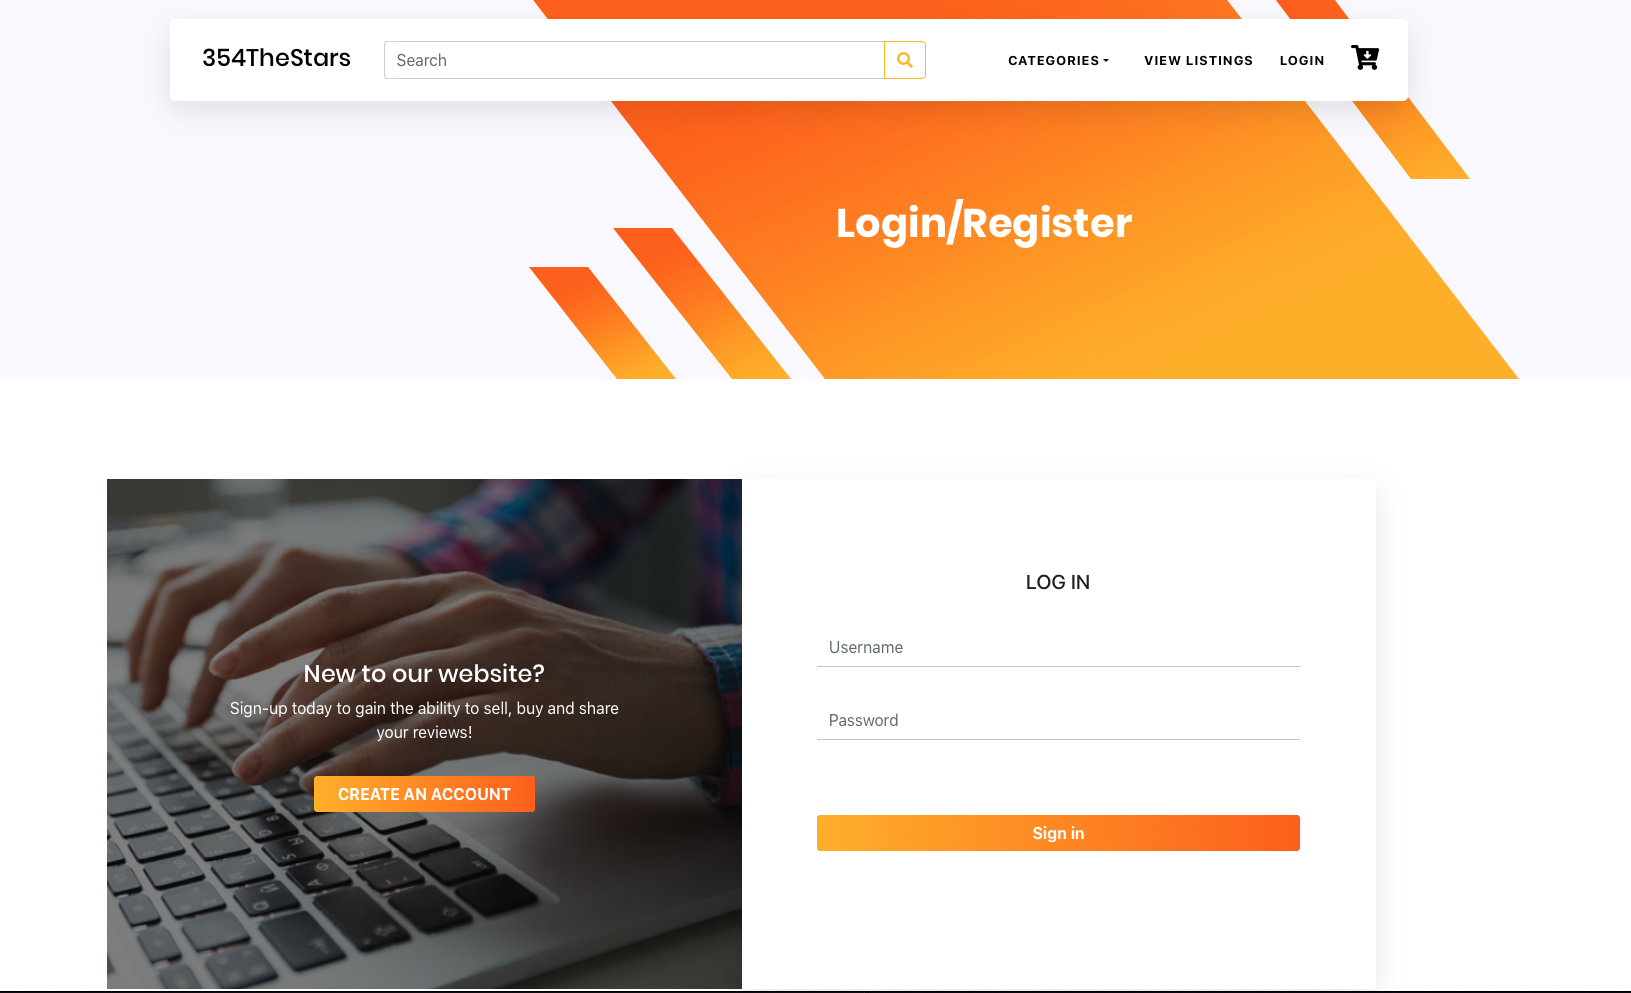 354TheStars
Search
CATEGORIES
VIEW LISTINGS
LOGIN
Login/Register
New to our website?
Sign-up today to gain the ability to sell, buy and share
your reviews!
CREATE AN ACCOUNT
LOG IN
Username
Password
Sign in